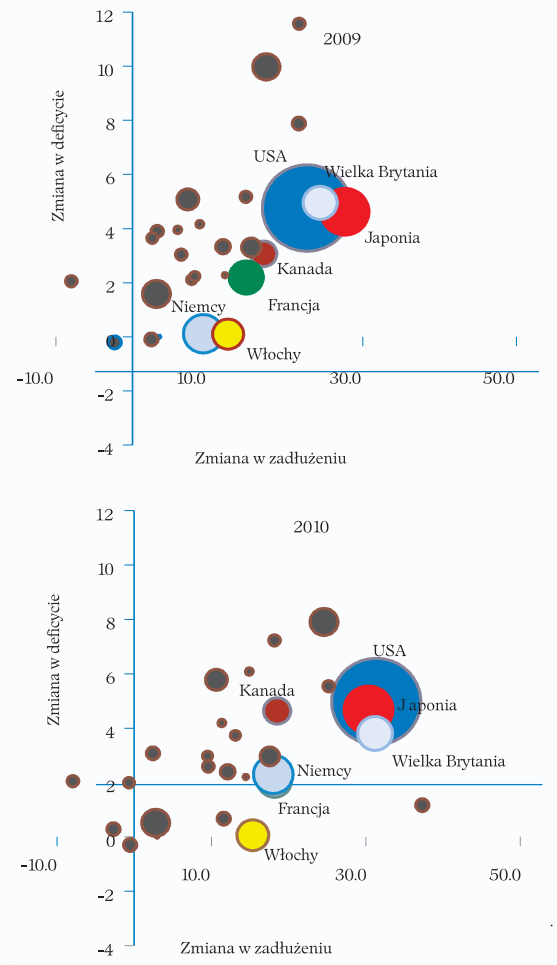 12
2009
10
8
Zmiana w deficycie
USA
Wielka Brytania
6
4
Japonia
Kanada
2
Francja
Niemcy
0
Włochy
-10.0
10.0
30.0
50.0
-2
-4
Zmiana w zadłużeniu
12
2010
10
8
Zmiana w deficycie
USA
6
Kanada
Japonia
4
Wielka Brytania
Niemcy
2
Francja
0
Włochy
-10.0
10.0
30.0
50.0
-2
-4
Zmiana w zadłużeniu